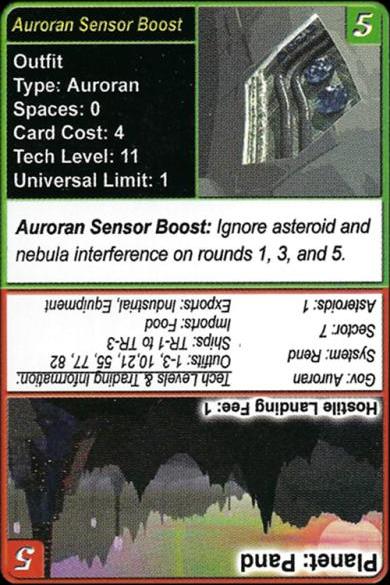 Auroran Sensor Boost
5
Outfit
Type: Auroran
Spaces: 0
Card Cost: 4
Tech Level: 11
Universal Limit: 1
Auroran Sensor Boost: Ignore asteroid and
nebula interference on rounds 1, 3, and 5.
Planet: Pand
5
Hostile Landing Fee: 1
Gov: Auroran
System: Rend
Sector: 7
Asteroids: 1
Tech Levels & Trading Information:
Outfits: 1-3, 10,21, 55, 77, 82
Ships: TR-1 to TR-3
Imports: Food
Exports: Industrial, Equipment